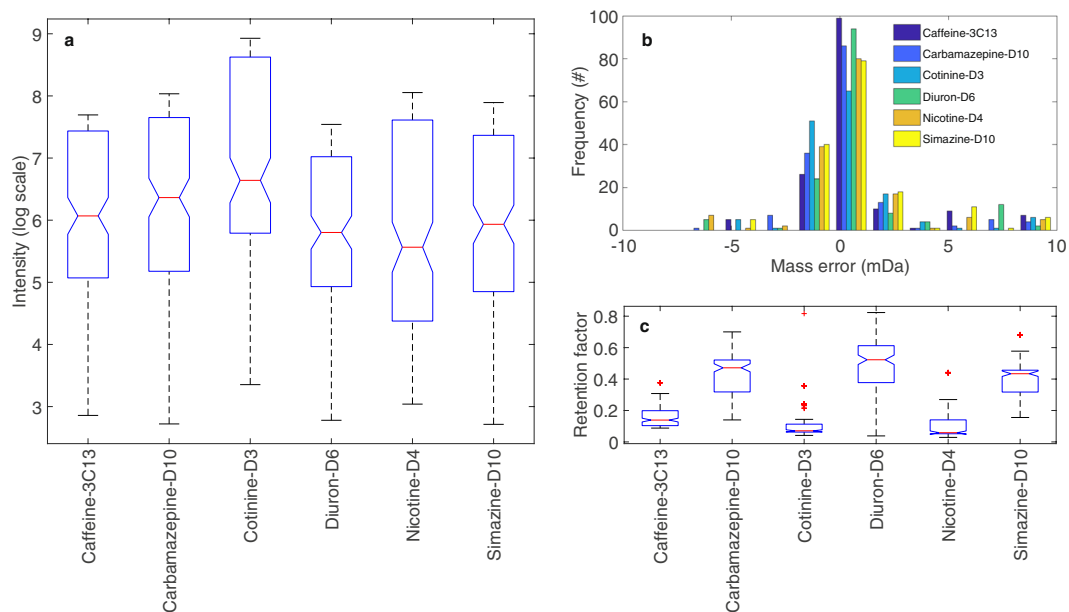 a
9
8
7
6
5
4
3
Intensity (log scale)
Caffeine-3C13
Carbamazepine-D10
Cotinine-D3
Diuron-D6
Nicotine-D4
Simazine-D10
b
100
80
60
40
20
0
Frequency (#)
-10
-5
0
5
10
Mass error (mDa)
Caffeine-3C13
Carbamazepine-D10
Cotinine-D3
Diuron-D6
Nicotine-D4
Simazine-D10
c
0.8
0.6
0.4
0.2
0
Retention factor
Caffeine-3C13
Carbamazepine-D10
Cotinine-D3
Diuron-D6
Nicotine-D4
Simazine-D10